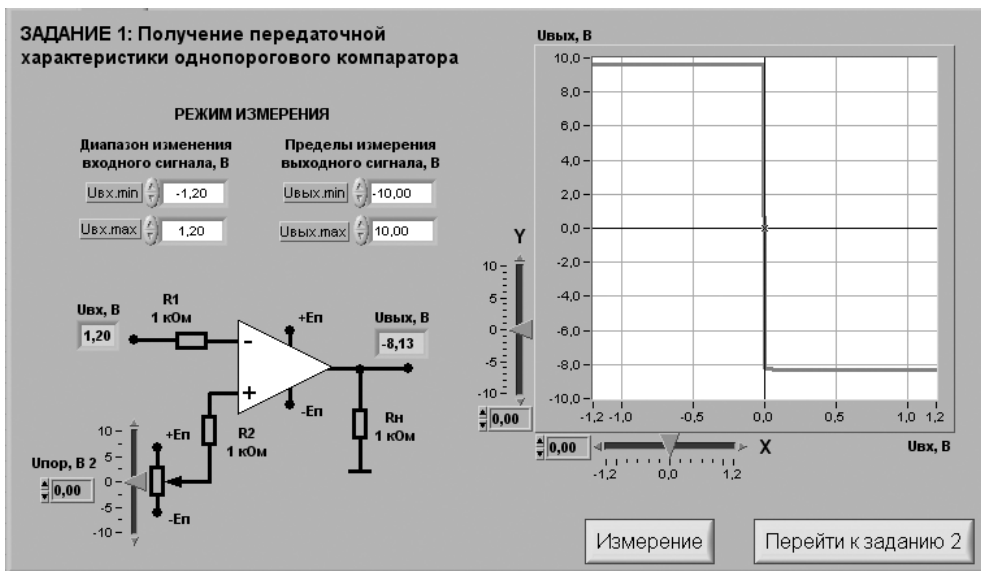 ЗАДАНИЕ 1: Получение передаточной
характеристики однопорогового компаратора
РЕЖИМ ИЗМЕРЕНИЯ
Диапазон изменения
входного сигнала, В
Uвх.min -1,20
Uвх.max 1,20
Пределы измерения
выходного сигнала, В
Uвых.min -10,00
Uвых.max 10,00
Uвх, В
1,20
R1
1 кОм
+Еп
-
+
-Еп
Uвых, В
-8,13
Rн
1 кОм
R2
1 кОм
Uпор, В 2
0,00
10
5
0
-5
-10
+Еп
-Еп
Y
10
5
0
-5
-10
0,00
Uвых, В
10,0
8,0
6,0
4,0
2,0
0,0
-2,0
-4,0
-6,0
-8,0
-10,0
-1,2 -1,0 -0,5 0,0 0,5 1,0 1,2
Uвх, В
0,00
X
-1,2 0,0 1,2
Измерение
Перейти к заданию 2